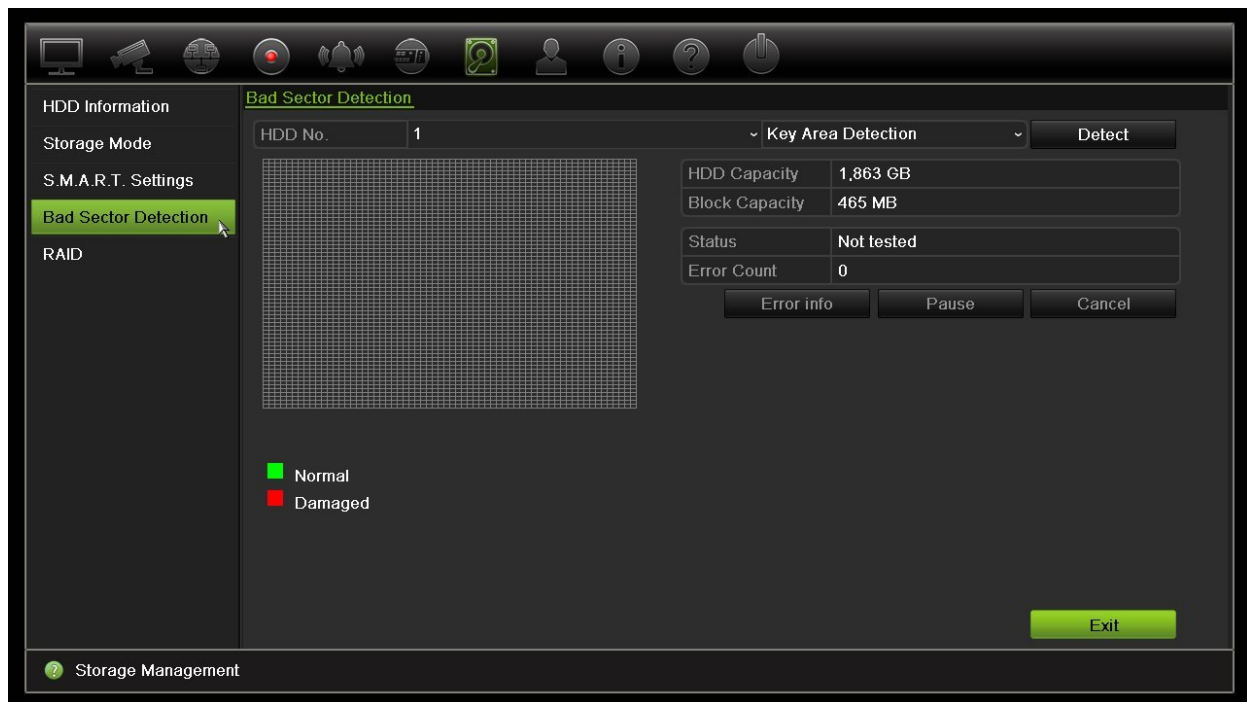 HDD Information
Storage Mode
S.M.A.R.T. Settings
Bad Sector Detection
RAID
Bad Sector Detection
HDD No. 1 Key Area Detection Detect
HDD Capacity 1,863 GB
Block Capacity 465 MB
Status Not tested
Error Count 0
Error info Pause Cancel
Normal
Damaged
Exit
Storage Management